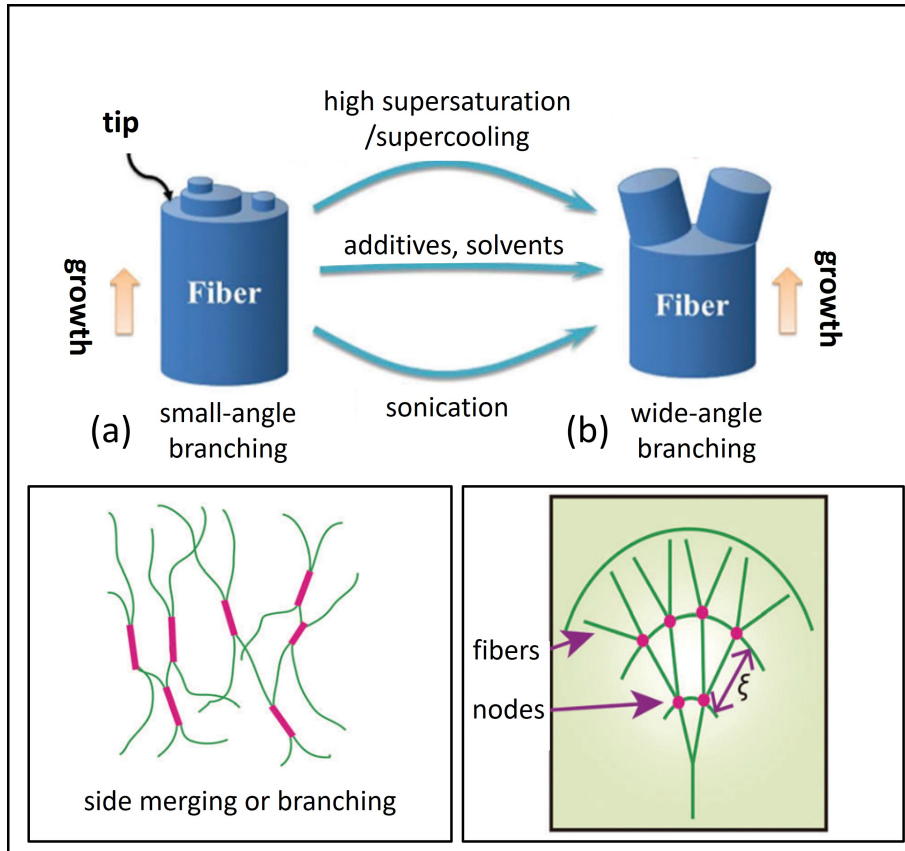 high supersaturation
/supercooling
tip
additives, solvents
growth
Fiber
Fiber
growth
sonication
(a)
small-angle
branching
(b)
wide-angle
branching
fibers
ξ
nodes
side merging or branching